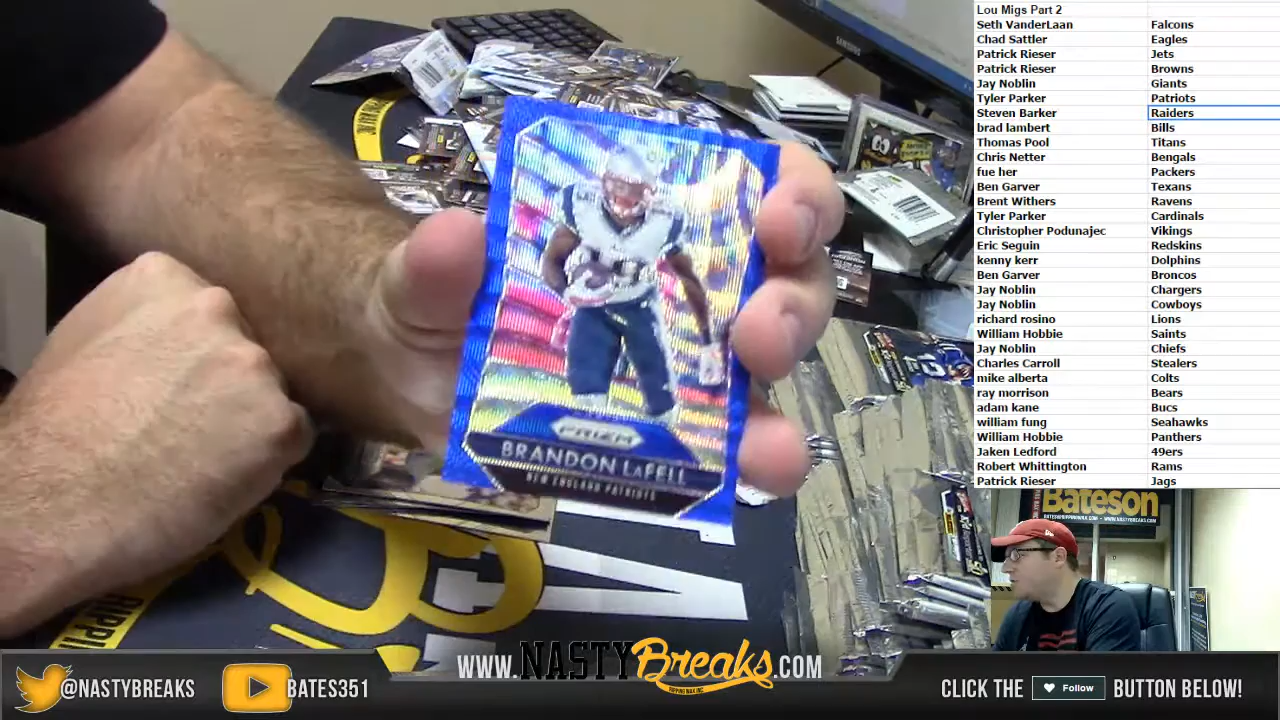 Lou Migs Part 2
Seth VanderLaan Falcons
Chad Sattler Eagles
Patrick Rieser Jets
Patrick Rieser Browns
Jay Noblin Giants
Tyler Parker Patriots
Steven Barker Raiders
brad lambert Bills
Thomas Pool Titans
Chris Netter Bengals
fue her Packers
Ben Garver Texans
Brent Withers Ravens
Tyler Parker Cardinals
Christopher Podunajec Vikings
Eric Seguin Redskins
kenny kerr Dolphins
Ben Garver Broncos
Jay Noblin Chargers
Jay Noblin Cowboys
richard rosino Lions
William Hobbie Saints
Jay Noblin Chiefs
Charles Carroll Stealers
mike alberta Colts
ray morrison Bears
adam kane Bucs
william fung Seahawks
William Hobbie Panthers
Jaken Ledford 49ers
Robert Whittington Rams
Patrick Rieser Jags
SAMSUNG
PRIZM
BRANDON LaFELL
NEW ENGLAND PATRIOTS
Bateson
@NASTYBREAKS
BATES351
WWW.NASTYBreaks.COM
RIPPING WAX INC
CLICK THE Follow BUTTON BELOW!